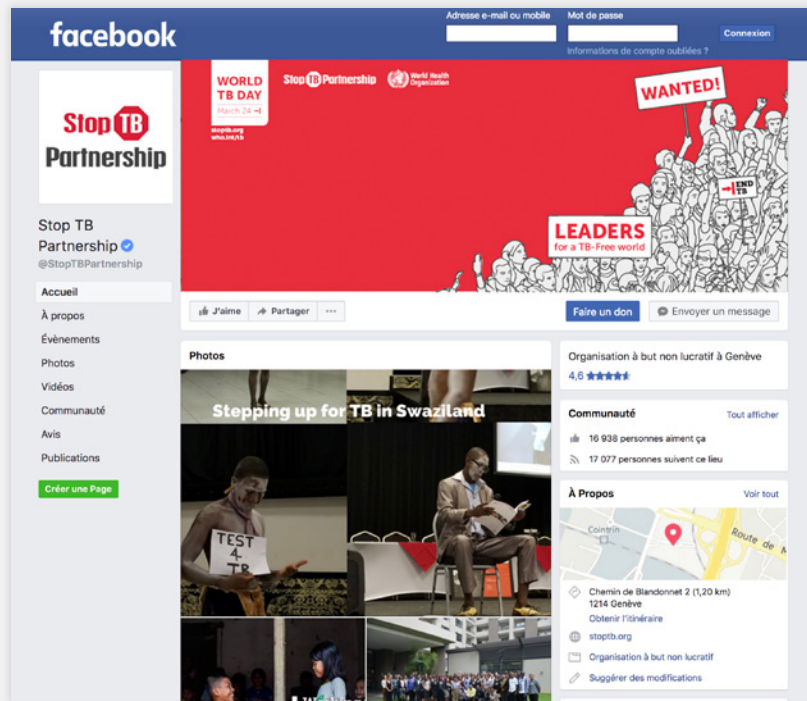 facebook
Adresse e-mail ou mobile
Mot de passe
Connexion
Informations de compte oubliées ?
Stop TB
Partnership
WORLD
TB DAY
March 24
stoptb.org
who.int/tb
Stop TB Partnership
World Health
Organization
WANTED!
END
TB
LEADERS
for a TB-Free world
Stop TB
Partnership
@StopTBPartnership
Accueil
À propos
Évènements
Photos
Vidéos
Communauté
Avis
Publications
Créer une Page
J'aime
Partager
Faire un don
Envoyer un message
Photos
Stepping up for TB in Swaziland
TEST
4
TB
Organisation à but non lucratif à Genève
4,6
Communauté
Tout afficher
16 938 personnes aiment ça
17 077 personnes suivent ce lieu
À Propos
Voir tout
Cointrin
Route de M
Chemin de Blandonnet 2 (1,20 km)
1214 Genève
Obtenir l'itinéraire
stoptb.org
Organisation à but non lucratif
Suggérer des modifications